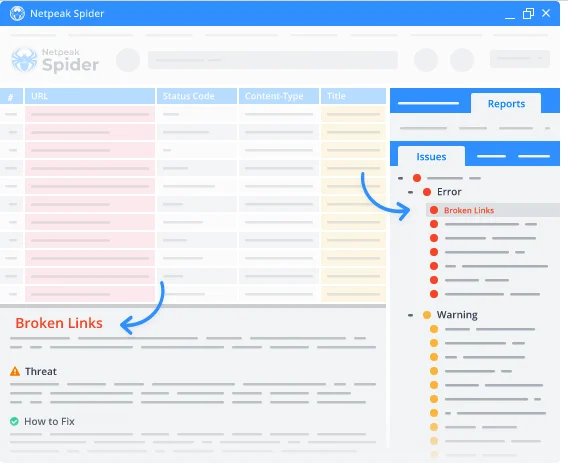 Netpeak Spider
Netpeak
Spider
# URL Status Code Content-Type Title
Reports
Issues
Error
Broken Links
Warning
Broken Links
Threat
How to Fix